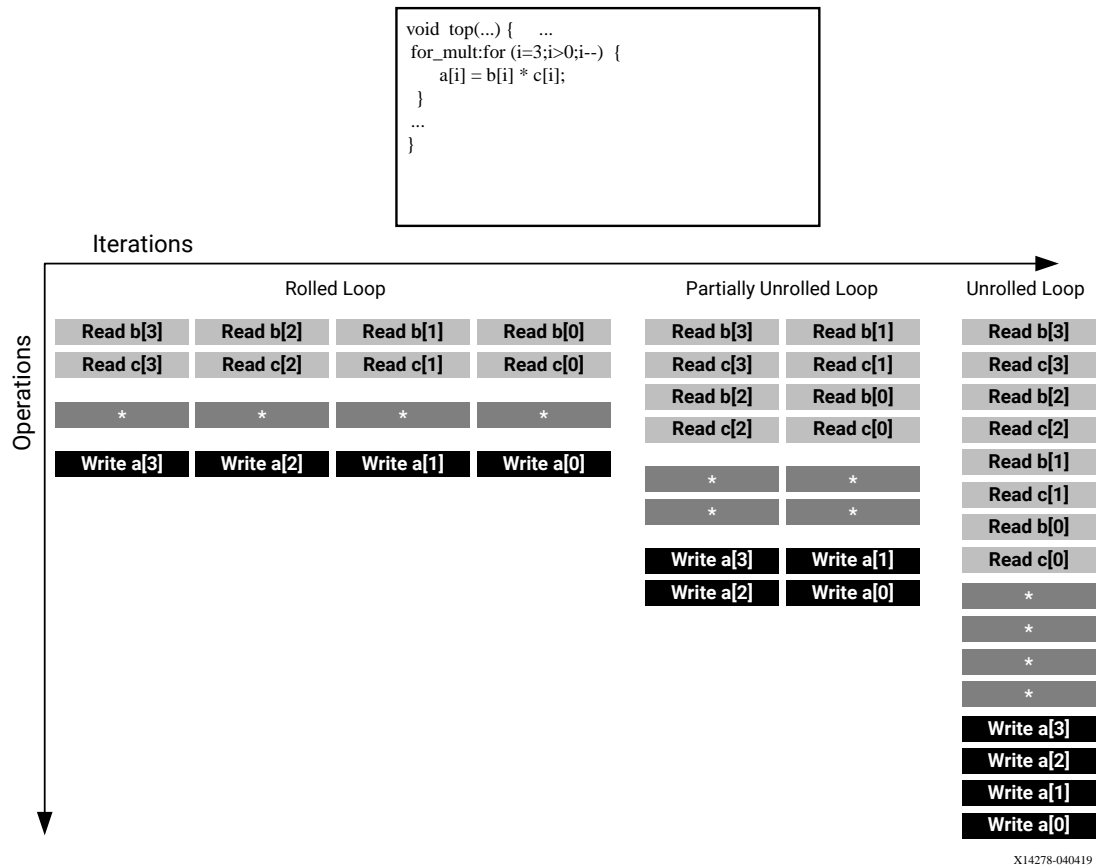 void top(...) { ...
for_mult:for (i=3;i>0;i--) {
a[i] = b[i] * c[i];
}
...
}
Iterations
Operations
Rolled Loop
Partially Unrolled Loop
Unrolled Loop
Read b[3] Read b[2] Read b[1] Read b[0]
Read c[3] Read c[2] Read c[1] Read c[0]
* * * *
Write a[3] Write a[2] Write a[1] Write a[0]
Read b[3] Read b[1]
Read c[3] Read c[1]
Read b[2] Read b[0]
Read c[2] Read c[0]
* *
* *
Write a[3] Write a[1]
Write a[2] Write a[0]
Read b[3]
Read c[3]
Read b[2]
Read c[2]
Read b[1]
Read c[1]
Read b[0]
Read c[0]
*
*
*
*
Write a[3]
Write a[2]
Write a[1]
Write a[0]
X14278-040419